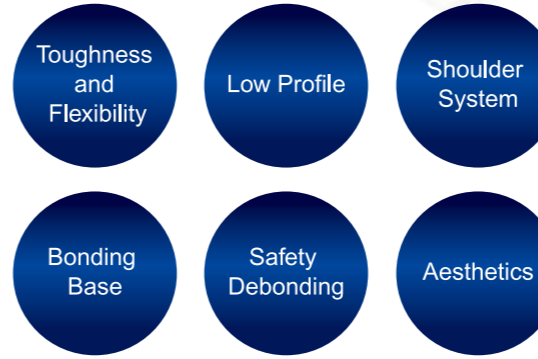 Toughness
and
Flexibility
Low Profile
Shoulder
System
Bonding
Base
Safety
Debonding
Aesthetics